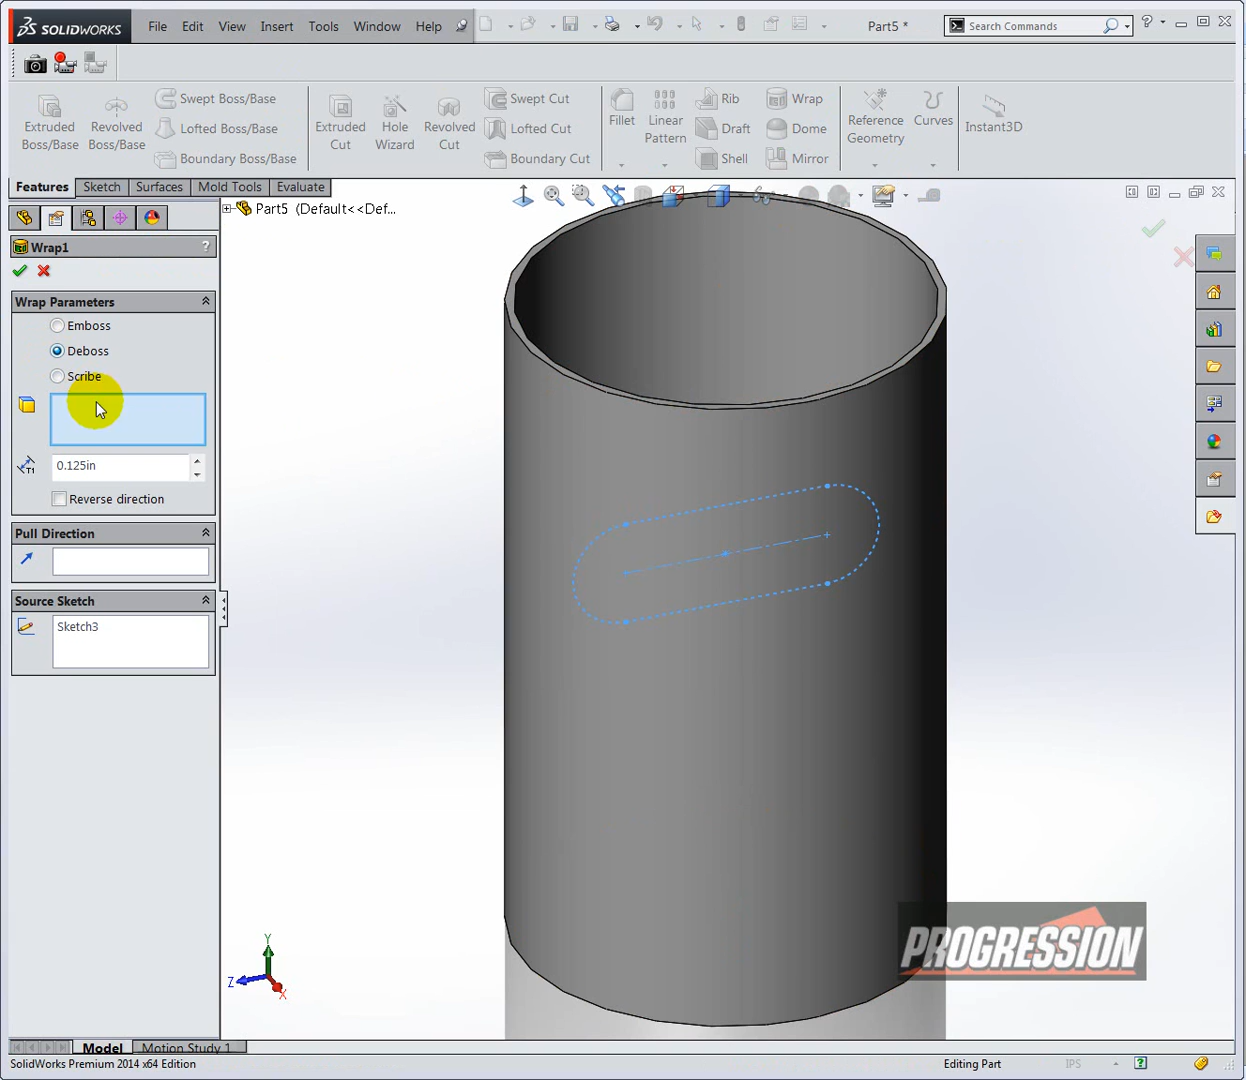 SOLIDWORKS File Edit View Insert Tools Window Help Part5 * Search Commands ?
Extruded Boss/Base
Revolved Boss/Base
Swept Boss/Base
Lofted Boss/Base
Boundary Boss/Base
Extruded Cut
Hole Wizard
Revolved Cut
Swept Cut
Lofted Cut
Boundary Cut
Fillet
Linear Pattern
Rib
Draft
Shell
Wrap
Dome
Mirror
Reference Geometry
Curves
Instant3D
Features Sketch Surfaces Mold Tools Evaluate
Part5 (Default<<Def...
Wrap1 ?
Wrap Parameters
Emboss
Deboss
Scribe
T1 0.125in
Reverse direction
Pull Direction
Source Sketch
Sketch3
Y
Z
X
PROGRESSION
Model Motion Study 1
SolidWorks Premium 2014 x64 Edition Editing Part IPS ?